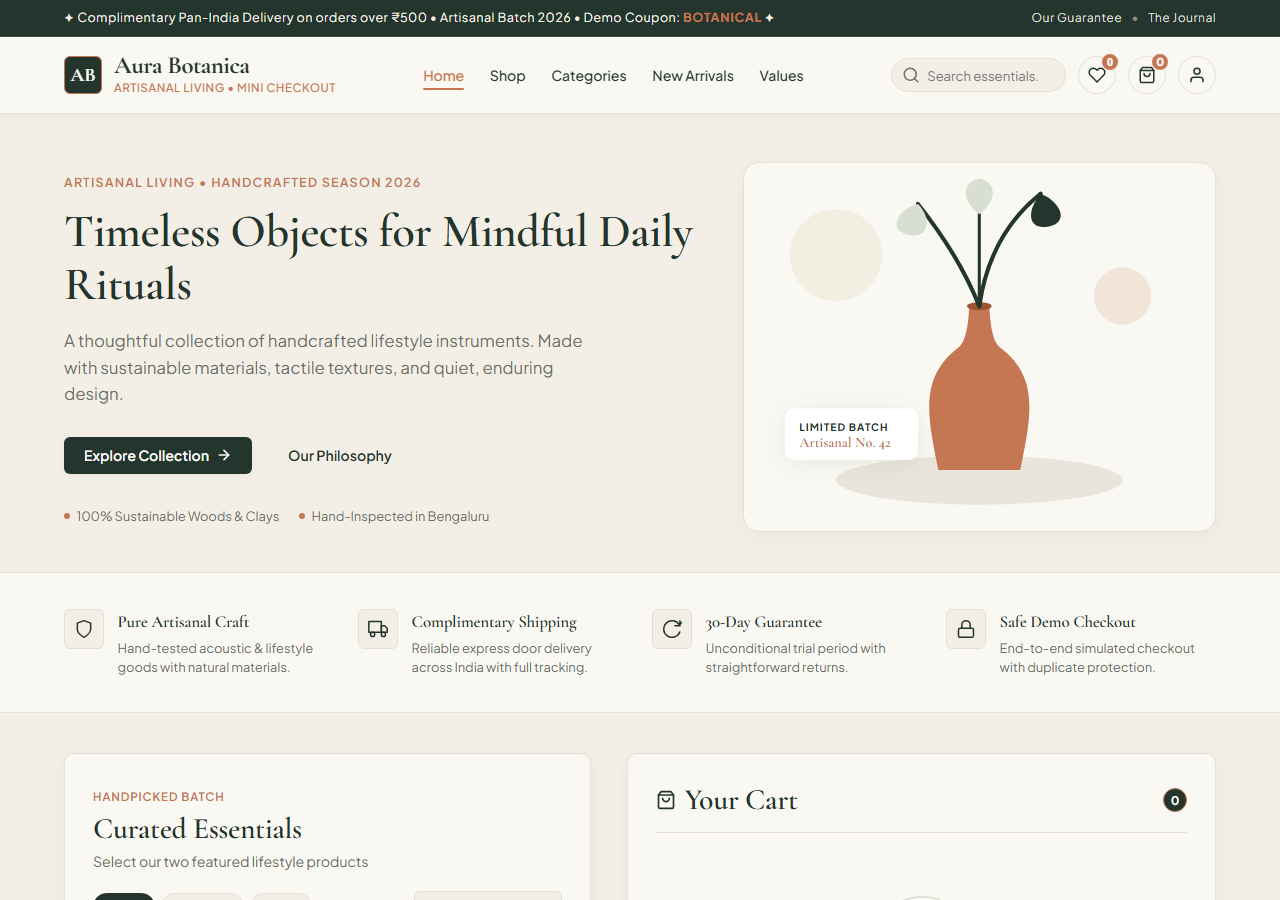 ✦ Complimentary Pan-India Delivery on orders over ₹500 • Artisanal Batch 2026 • Demo Coupon: BOTANICAL ✦
Our Guarantee • The Journal
AB
Aura Botanica
ARTISANAL LIVING • MINI CHECKOUT
Home
Shop
Categories
New Arrivals
Values
Search essentials.
0
0
ARTISANAL LIVING • HANDCRAFTED SEASON 2026
Timeless Objects for Mindful Daily
Rituals
A thoughtful collection of handcrafted lifestyle instruments. Made
with sustainable materials, tactile textures, and quiet, enduring
design.
Explore Collection →
Our Philosophy
• 100% Sustainable Woods & Clays
• Hand-Inspected in Bengaluru
LIMITED BATCH
Artisanal No. 42
Pure Artisanal Craft
Hand-tested acoustic & lifestyle
goods with natural materials.
Complimentary Shipping
Reliable express door delivery
across India with full tracking.
30-Day Guarantee
Unconditional trial period with
straightforward returns.
Safe Demo Checkout
End-to-end simulated checkout
with duplicate protection.
HANDPICKED BATCH
Curated Essentials
Select our two featured lifestyle products
Your Cart
0